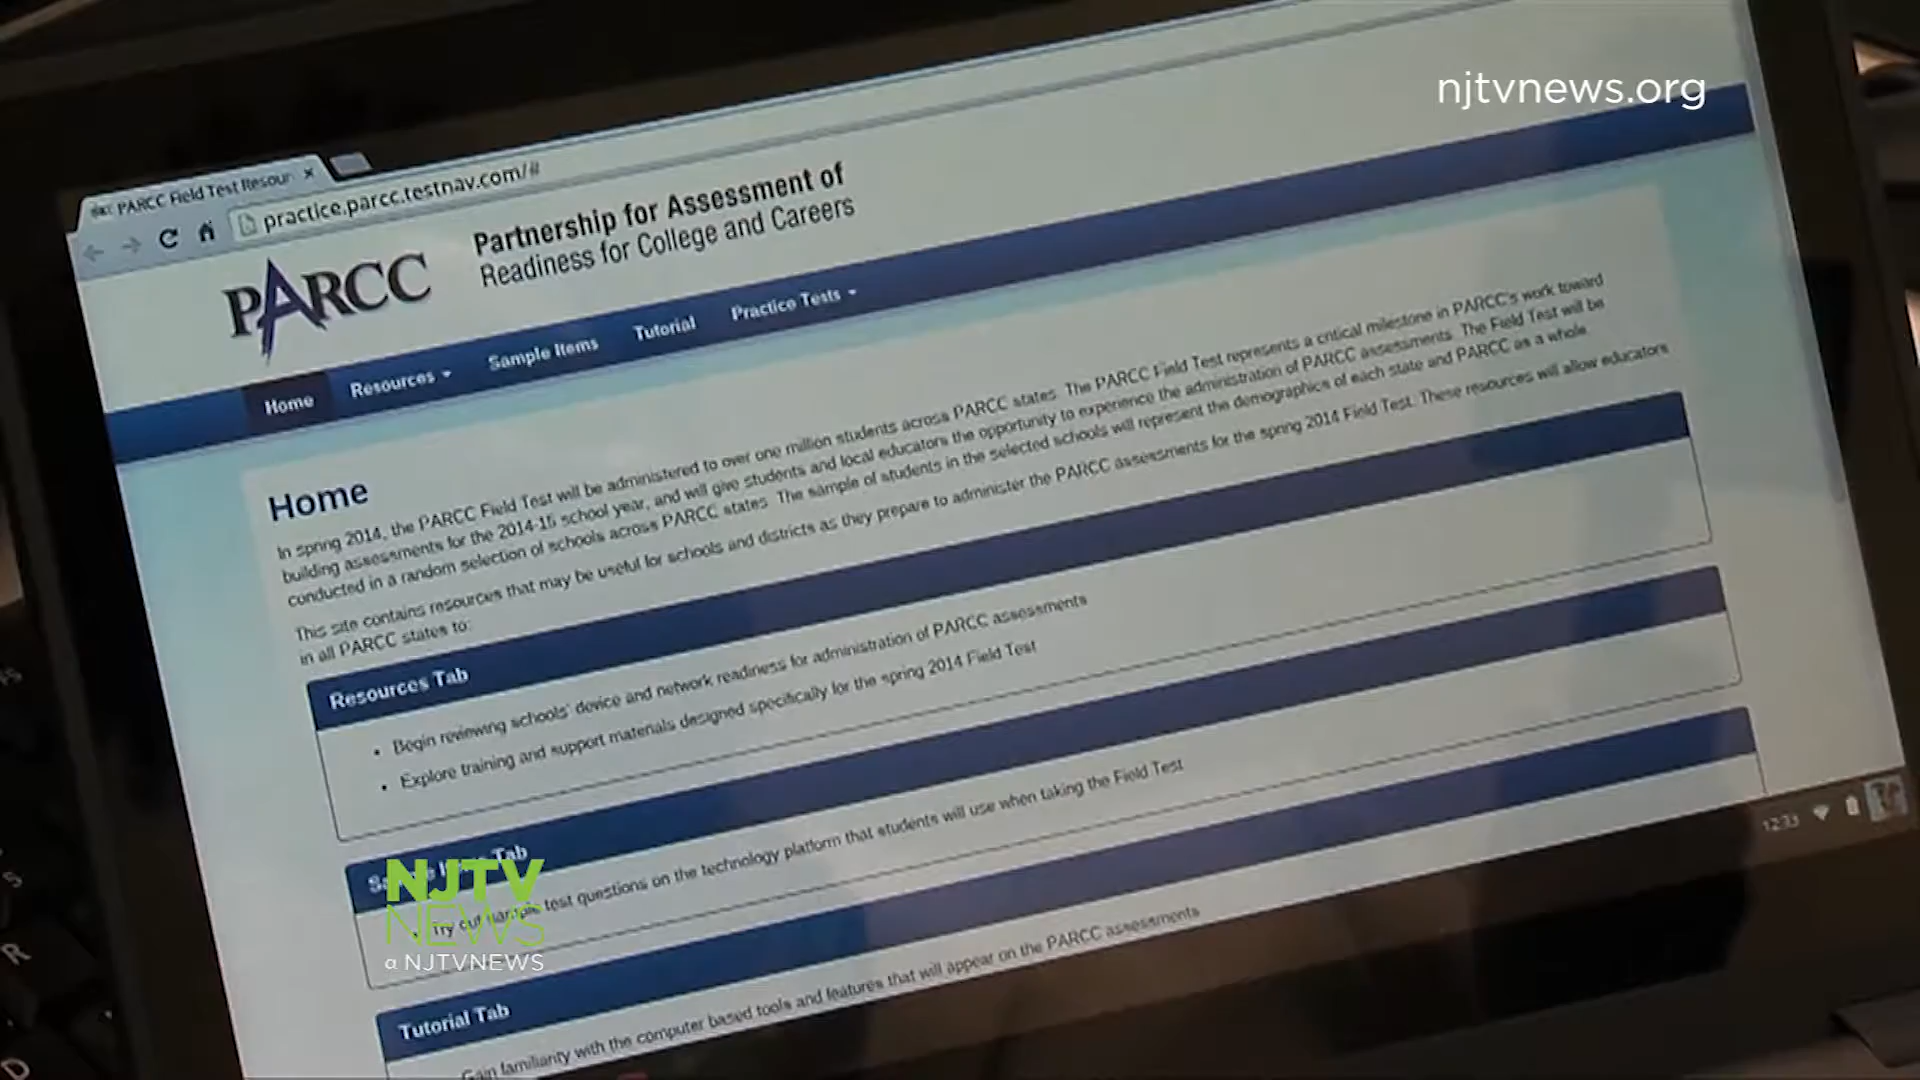 njtvnews.org
PARCC Field Test Resour
practice.parcc.testnav.com/#
PARCC
Partnership for Assessment of
Readiness for College and Careers
Home
Resources
Sample Items
Tutorial
Practice Tests
Home
In spring 2014, the PARCC Field Test will be administered to over one million students across PARCC states. The PARCC Field Test represents a critical milestone in PARCC's work toward
building assessments for the 2014-15 school year, and will give students and local educators the opportunity to experience the administration of PARCC assessments. The Field Test will be
conducted in a random selection of schools across PARCC states. The sample of students in the selected schools will represent the demographics of each state and PARCC as a whole.
This site contains resources that may be useful for schools and districts as they prepare to administer the PARCC assessments for the spring 2014 Field Test. These resources will allow educators
in all PARCC states to:
Resources Tab
• Begin reviewing schools' device and network readiness for administration of PARCC assessments
• Explore training and support materials designed specifically for the spring 2014 Field Test
Tab
Try out sample test questions on the technology platform that students will use when taking the Field Test
Tutorial Tab
Gain familiarity with the computer based tools and features that will appear on the PARCC assessments
12:33
NJTV
NEWS
a NJTVNEWS
S
R
D